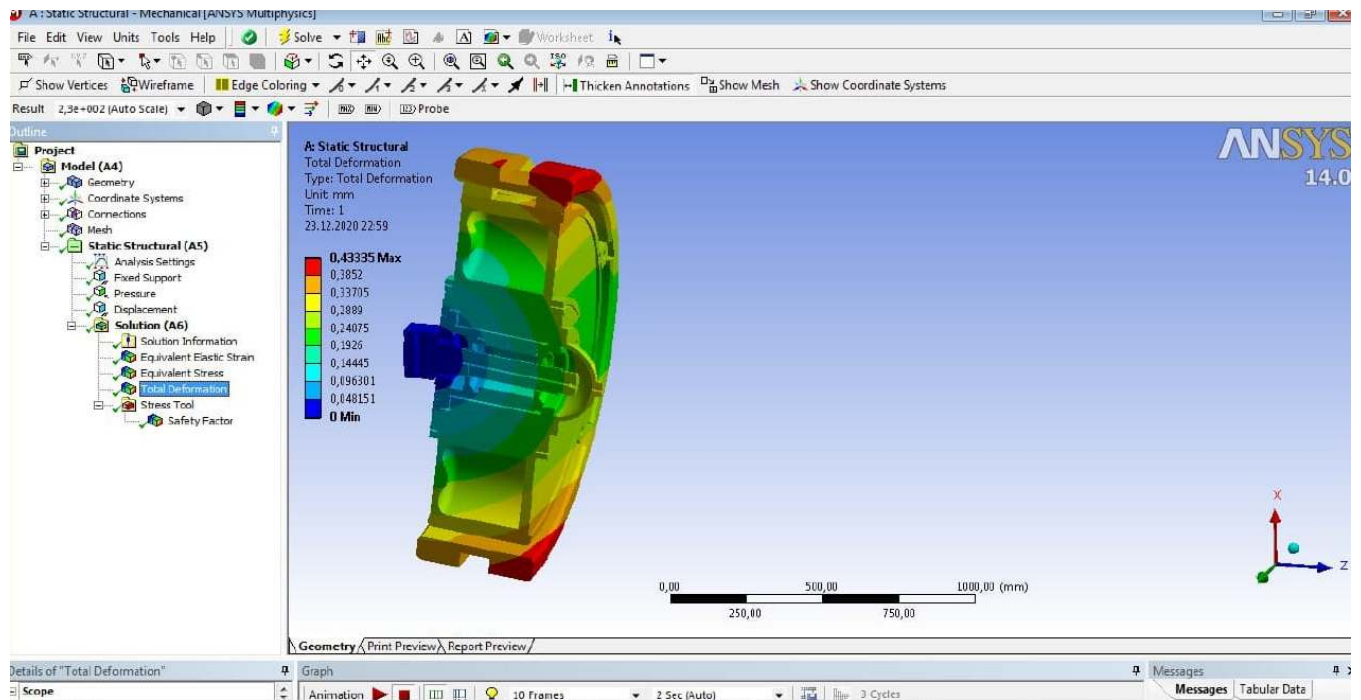 A : Static Structural - Mechanical [ANSYS Multiphysics]
File Edit View Units Tools Help Solve Worksheet
Show Vertices Wireframe Edge Coloring Thicken Annotations Show Mesh Show Coordinate Systems
Result 2,3e+002 (Auto Scale) Probe
Outline
Project
Model (A4)
Geometry
Coordinate Systems
Connections
Mesh
Static Structural (A5)
Analysis Settings
Fixed Support
Pressure
Displacement
Solution (A6)
Solution Information
Equivalent Elastic Strain
Equivalent Stress
Total Deformation
Stress Tool
Safety Factor
A: Static Structural
Total Deformation
Type: Total Deformation
Unit: mm
Time: 1
23.12.2020 22:59
0,43335 Max
0,3852
0,33705
0,2889
0,24075
0,1926
0,14445
0,096301
0,048151
0 Min
ANSYS
14.0
X
Z
0,00 500,00 1000,00 (mm)
250,00 750,00
Geometry Print Preview Report Preview
Details of "Total Deformation"
Scope
Graph
Animation 10 Frames 2 Sec (Auto) 3 Cycles
Messages
Messages Tabular Data